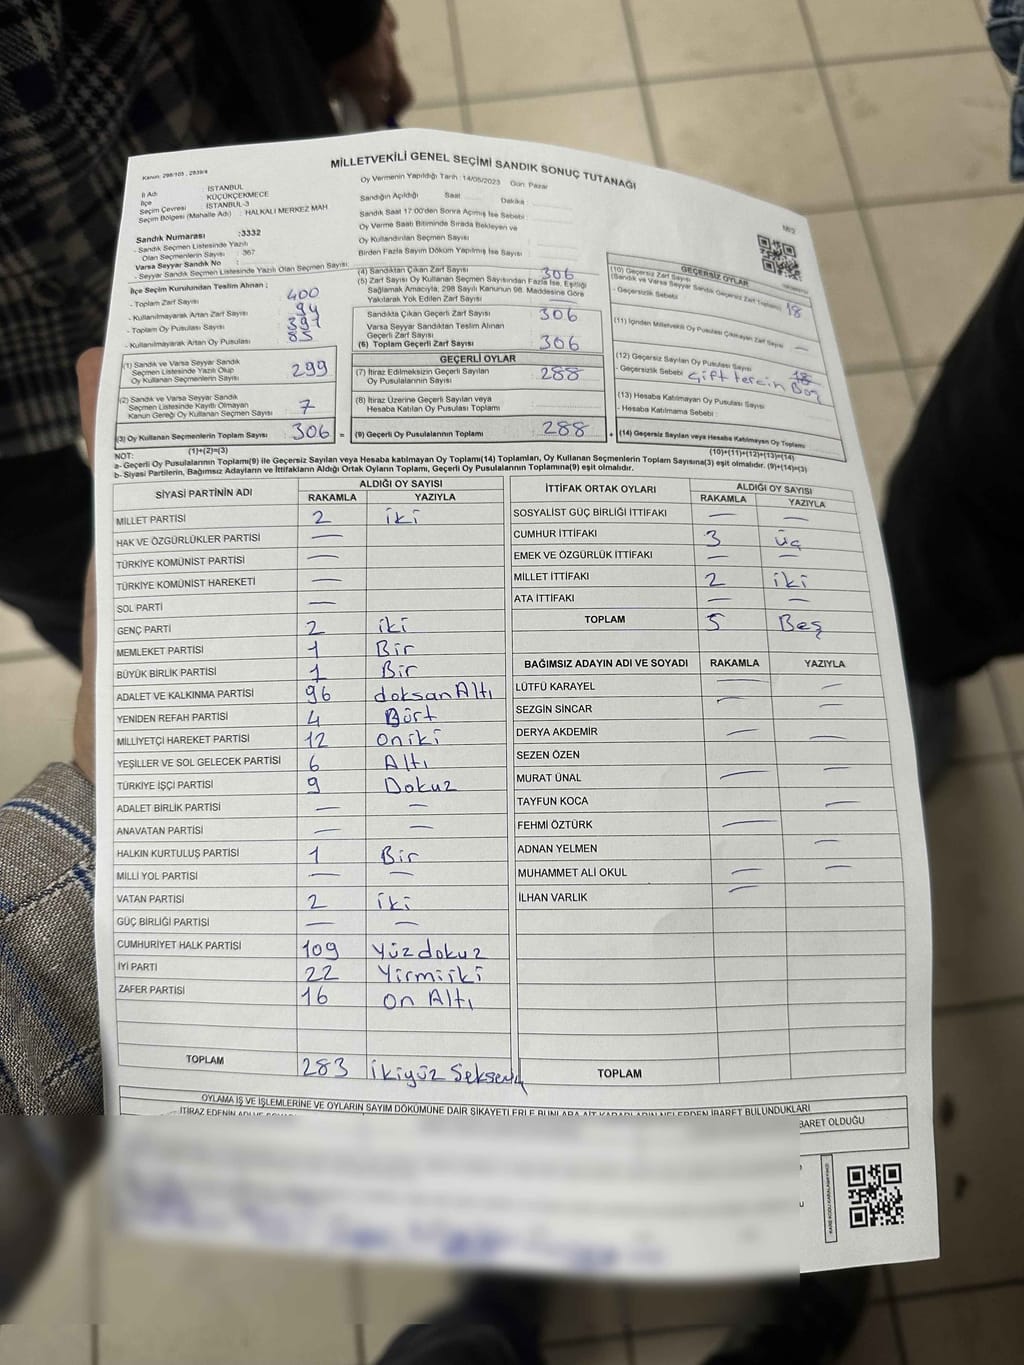 MİLLETVEKİLİ GENEL SEÇİMİ SANDIK SONUÇ TUTANAĞI
Kanun: 298/105 , 2839/4
İl Adı : İSTANBUL
İlçe : KÜÇÜKÇEKMECE
Seçim Çevresi : İSTANBUL-3
Seçim Bölgesi (Mahalle Adı) : HALKALI MERKEZ MAH
Sandık Numarası :3332
- Sandık Seçmen Listesinde Yazılı
Olan Seçmenlerin Sayısı : 367
Varsa Seyyar Sandık No :
- Seyyar Sandık Seçmen Listesinde Yazılı Olan Seçmen Sayısı:
İlçe Seçim Kurulundan Teslim Alınan :
- Toplam Zarf Sayısı 400
- Kullanılmayarak Artan Zarf Sayısı 94
- Toplam Oy Pusulası Sayısı 391
- Kullanılmayarak Artan Oy Pusulası 85
Oy Vermenin Yapıldığı Tarih : 14/05/2023 Gün: Pazar
Sandığın Açıldığı Saat Dakika
Sandık Saat 17:00'den Sonra Açılmış İse Sebebi :
Oy Verme Saati Bitiminde Sırada Bekleyen ve
Oy Kullandırılan Seçmen Sayısı
Birden Fazla Sayım Döküm Yapılmış İse Sayısı
(1) Sandık ve Varsa Seyyar Sandık
Seçmen Listesinde Yazılı Olup
Oy Kullanan Seçmenlerin Sayısı 299
(2) Sandık ve Varsa Seyyar Sandık
Seçmen Listesinde Kayıtlı Olmayan
Kanun Gereği Oy Kullanan Seçmen Sayısı 7
(3) Oy Kullanan Seçmenlerin Toplam Sayısı 306
(1)+(2)=(3)
(4) Sandıktan Çıkan Zarf Sayısı 306
(5) Zarf Sayısı Oy Kullanan Seçmen Sayısından Fazla İse, Eşitliği
Sağlamak Amacıyla, 298 Sayılı Kanunun 98. Maddesine Göre
Yakılarak Yok Edilen Zarf Sayısı —
Sandıkta Çıkan Geçerli Zarf Sayısı 306
Varsa Seyyar Sandıktan Teslim Alınan
Geçerli Zarf Sayısı
(6) Toplam Geçerli Zarf Sayısı 306
GEÇERLİ OYLAR
(7) İtiraz Edilmeksizin Geçerli Sayılan
Oy Pusulalarının Sayısı 288
(8) İtiraz Üzerine Geçerli Sayılan veya
Hesaba Katılan Oy Pusulası Toplamı
= (9) Geçerli Oy Pusulalarının Toplamı 288 +
GEÇERSİZ OYLAR
(10) Geçersiz Zarf Sayısı
(Sandık ve Varsa Seyyar Sandık Geçersiz Zarf Toplamı) 18
- Geçersizlik Sebebi
(11) İçinden Milletvekili Oy Pusulası Çıkmayan Zarf Sayısı —
(12) Geçersiz Sayılan Oy Pusulası Sayısı 18
- Geçersizlik Sebebi Çift tercih Boş
(13) Hesaba Katılmayan Oy Pusulası Sayısı
- Hesaba Katılmama Sebebi :
(14) Geçersiz Sayılan veya Hesaba Katılmayan Oy Toplamı
(10)+(11)+(12)+(13)=(14)
NOT:
a- Geçerli Oy Pusulalarının Toplamı(9) ile Geçersiz Sayılan veya Hesaba katılmayan Oy Toplamı(14) Toplamları, Oy Kullanan Seçmenlerin Toplam Sayısına(3) eşit olmalıdır. (9)+(14)=(3)
b- Siyasi Partilerin, Bağımsız Adayların ve İttifakların Aldığı Ortak Oyların Toplamı, Geçerli Oy Pusulalarının Toplamına(9) eşit olmalıdır.
SİYASİ PARTİNİN ADI ALDIĞI OY SAYISI
RAKAMLA YAZIYLA
MİLLET PARTİSİ 2 iki
HAK VE ÖZGÜRLÜKLER PARTİSİ —
TÜRKİYE KOMÜNİST PARTİSİ —
TÜRKİYE KOMÜNİST HAREKETİ —
SOL PARTİ —
GENÇ PARTİ 2 iki
MEMLEKET PARTİSİ 1 Bir
BÜYÜK BİRLİK PARTİSİ 1 Bir
ADALET VE KALKINMA PARTİSİ 96 doksan Altı
YENİDEN REFAH PARTİSİ 4 Dört
MİLLİYETÇİ HAREKET PARTİSİ 12 oniki
YEŞİLLER VE SOL GELECEK PARTİSİ 6 Altı
TÜRKİYE İŞÇİ PARTİSİ 9 Dokuz
ADALET BİRLİK PARTİSİ — —
ANAVATAN PARTİSİ — —
HALKIN KURTULUŞ PARTİSİ 1 Bir
MİLLİ YOL PARTİSİ — —
VATAN PARTİSİ 2 iki
GÜÇ BİRLİĞİ PARTİSİ — —
CUMHURİYET HALK PARTİSİ 109 Yüz dokuz
İYİ PARTİ 22 Yirmi iki
ZAFER PARTİSİ 16 on Altı
TOPLAM 283 ikiyüz
İTTİFAK ORTAK OYLARI ALDIĞI OY SAYISI
RAKAMLA YAZIYLA
SOSYALİST GÜÇ BİRLİĞİ İTTİFAKI — —
CUMHUR İTTİFAKI 3 üç
EMEK VE ÖZGÜRLÜK İTTİFAKI — —
MİLLET İTTİFAKI 2 iki
ATA İTTİFAKI — —
TOPLAM 5 Beş
BAĞIMSIZ ADAYIN ADI VE SOYADI RAKAMLA YAZIYLA
LÜTFÜ KARAYEL — —
SEZGİN SİNCAR — —
DERYA AKDEMİR — —
SEZEN ÖZEN
MURAT ÜNAL — —
TAYFUN KOCA —
FEHMİ ÖZTÜRK —
ADNAN YELMEN —
MUHAMMET ALİ OKUL — —
İLHAN VARLIK —
TOPLAM
OYLAMA İŞ VE İŞLEMLERİNE VE OYLARIN SAYIM DÖKÜMÜNE DAİR ŞİKAYETLERLE BUNLARA AİT KARARLARIN NELERDEN İBARET BULUNDUKLARI
İTİRAZ EDENİN ADI VE
BARET OLDUĞU